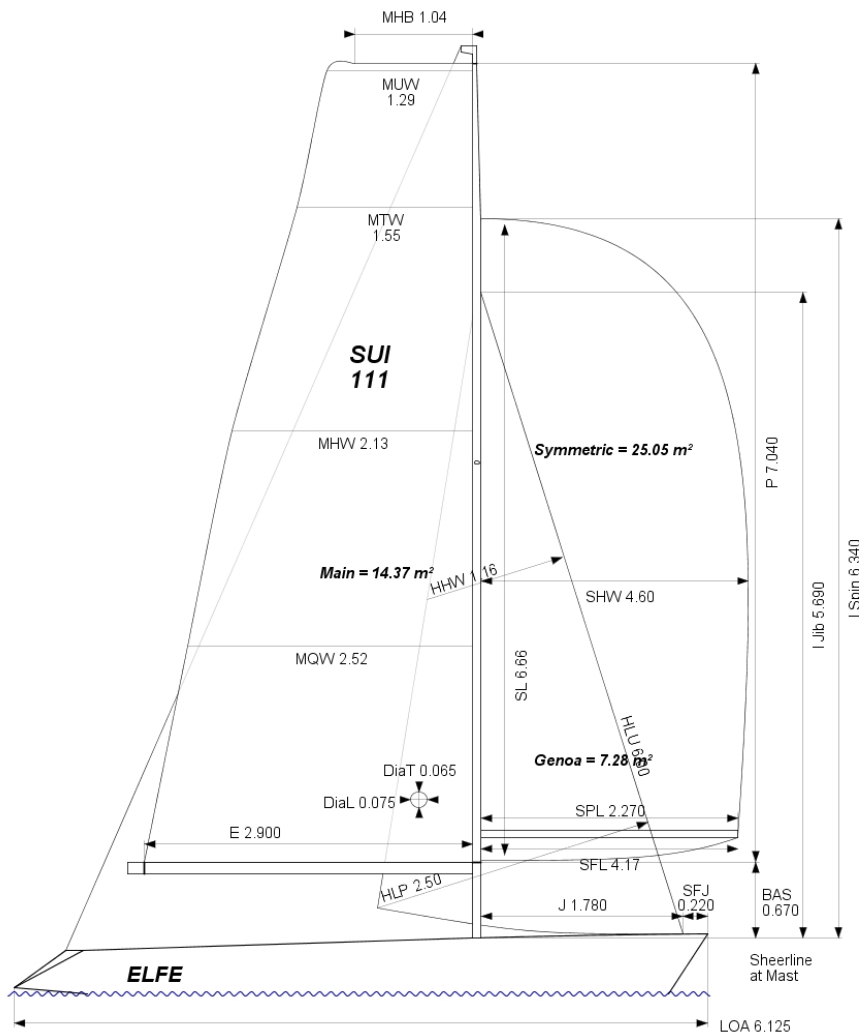 MHB 1.04
MUW
1.29
MTW
1.55
SUI
111
MHW 2.13
Symmetric = 25.05 m²
P 7.040
I Jib 5.690
I Spin 6.340
Main = 14.37 m²
HHW 1.16
SHW 4.60
MQW 2.52
SL 6.66
HLU
Genoa = 7.28 m²
DiaT 0.065
DiaL 0.075
SPL 2.270
E 2.900
SFL 4.17
HLP 2.50
J 1.780
SFJ
0.220
BAS
0.670
Sheerline
at Mast
ELFE
LOA 6.125